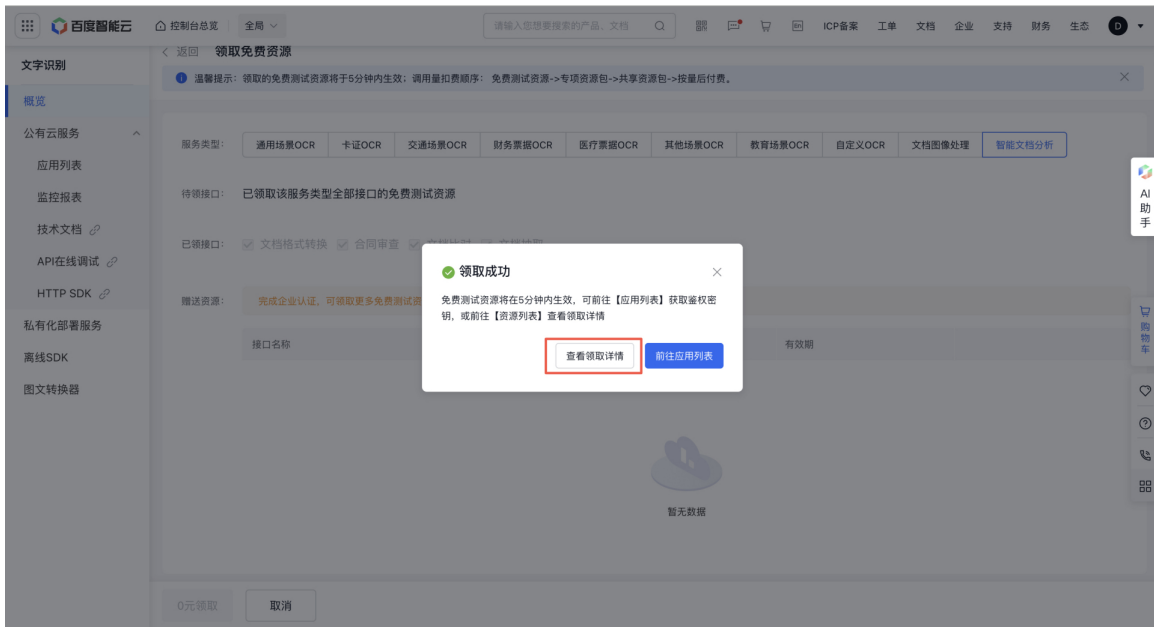 百度智能云
控制台总览
全局
请输入您想要搜索的产品、文档
ICP备案
工单
文档
企业
支持
财务
生态
D
文字识别
概览
公有云服务
应用列表
监控报表
技术文档
API在线调试
HTTP SDK
私有化部署服务
离线SDK
图文转换器
返回 领取免费资源
温馨提示：领取的免费测试资源将于5分钟内生效；调用量扣费顺序： 免费测试资源->专项资源包->共享资源包->按量后付费。
服务类型：
通用场景OCR
卡证OCR
交通场景OCR
财务票据OCR
医疗票据OCR
其他场景OCR
教育场景OCR
自定义OCR
文档图像处理
智能文档分析
待领接口： 已领取该服务类型全部接口的免费测试资源
已领接口： 文档格式转换 合同审查
赠送资源： 完成企业认证，可领取更多免费测试资
接口名称
有效期
暂无数据
0元领取
取消
领取成功
免费测试资源将在5分钟内生效，可前往【应用列表】获取鉴权密
钥，或前往【资源列表】查看领取详情
查看领取详情
前往应用列表
AI
助
手
购
物
车